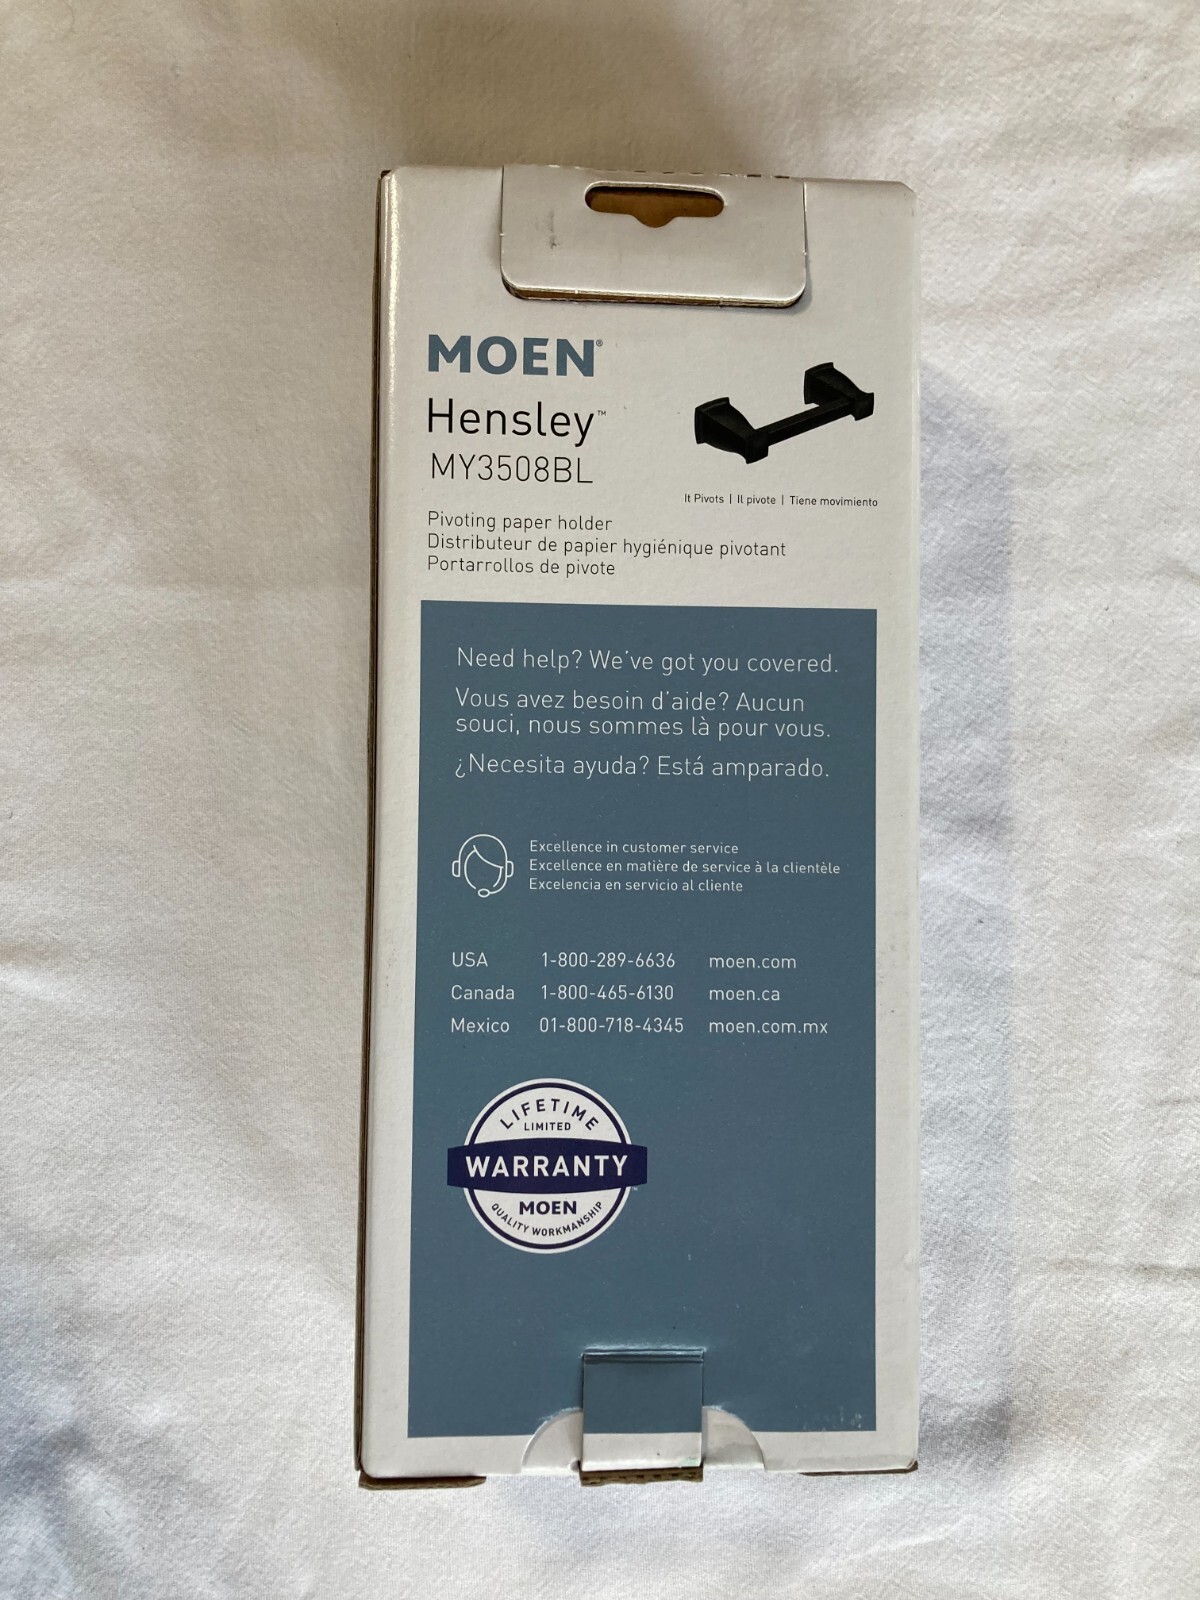 MOEN®
Hensley™
MY3508BL
It Pivots | Il pivote | Tiene movimiento
Pivoting paper holder
Distributeur de papier hygiénique pivotant
Portarrollos de pivote
Need help? We've got you covered.
Vous avez besoin d'aide? Aucun
souci, nous sommes là pour vous.
¿Necesita ayuda? Está amparado.
Excellence in customer service
Excellence en matière de service à la clientèle
Excelencia en servicio al cliente
USA 1-800-289-6636 moen.com
Canada 1-800-465-6130 moen.ca
Mexico 01-800-718-4345 moen.com.mx
LIFETIME
LIMITED
WARRANTY™
MOEN
QUALITY WORKMANSHIP